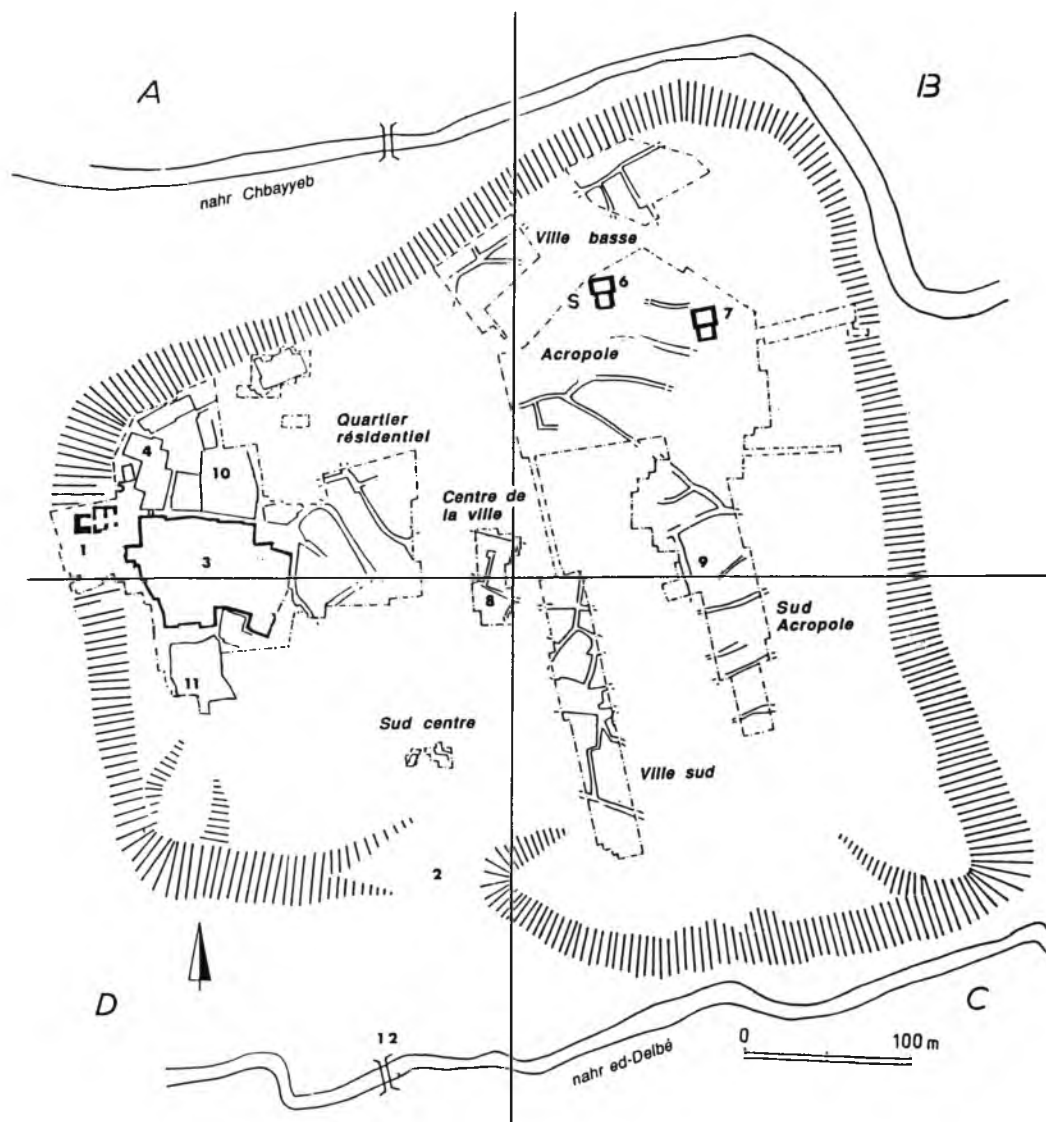 A
B
nahr Chbayyeb
Ville basse
6
S
7
Acropole
Quartier
résidentiel
4
10
Centre de
la ville
1
3
9
8
Sud
Acropole
11
Sud centre
Ville sud
2
D
C
12
0
100 m
nahr ed-Delbé